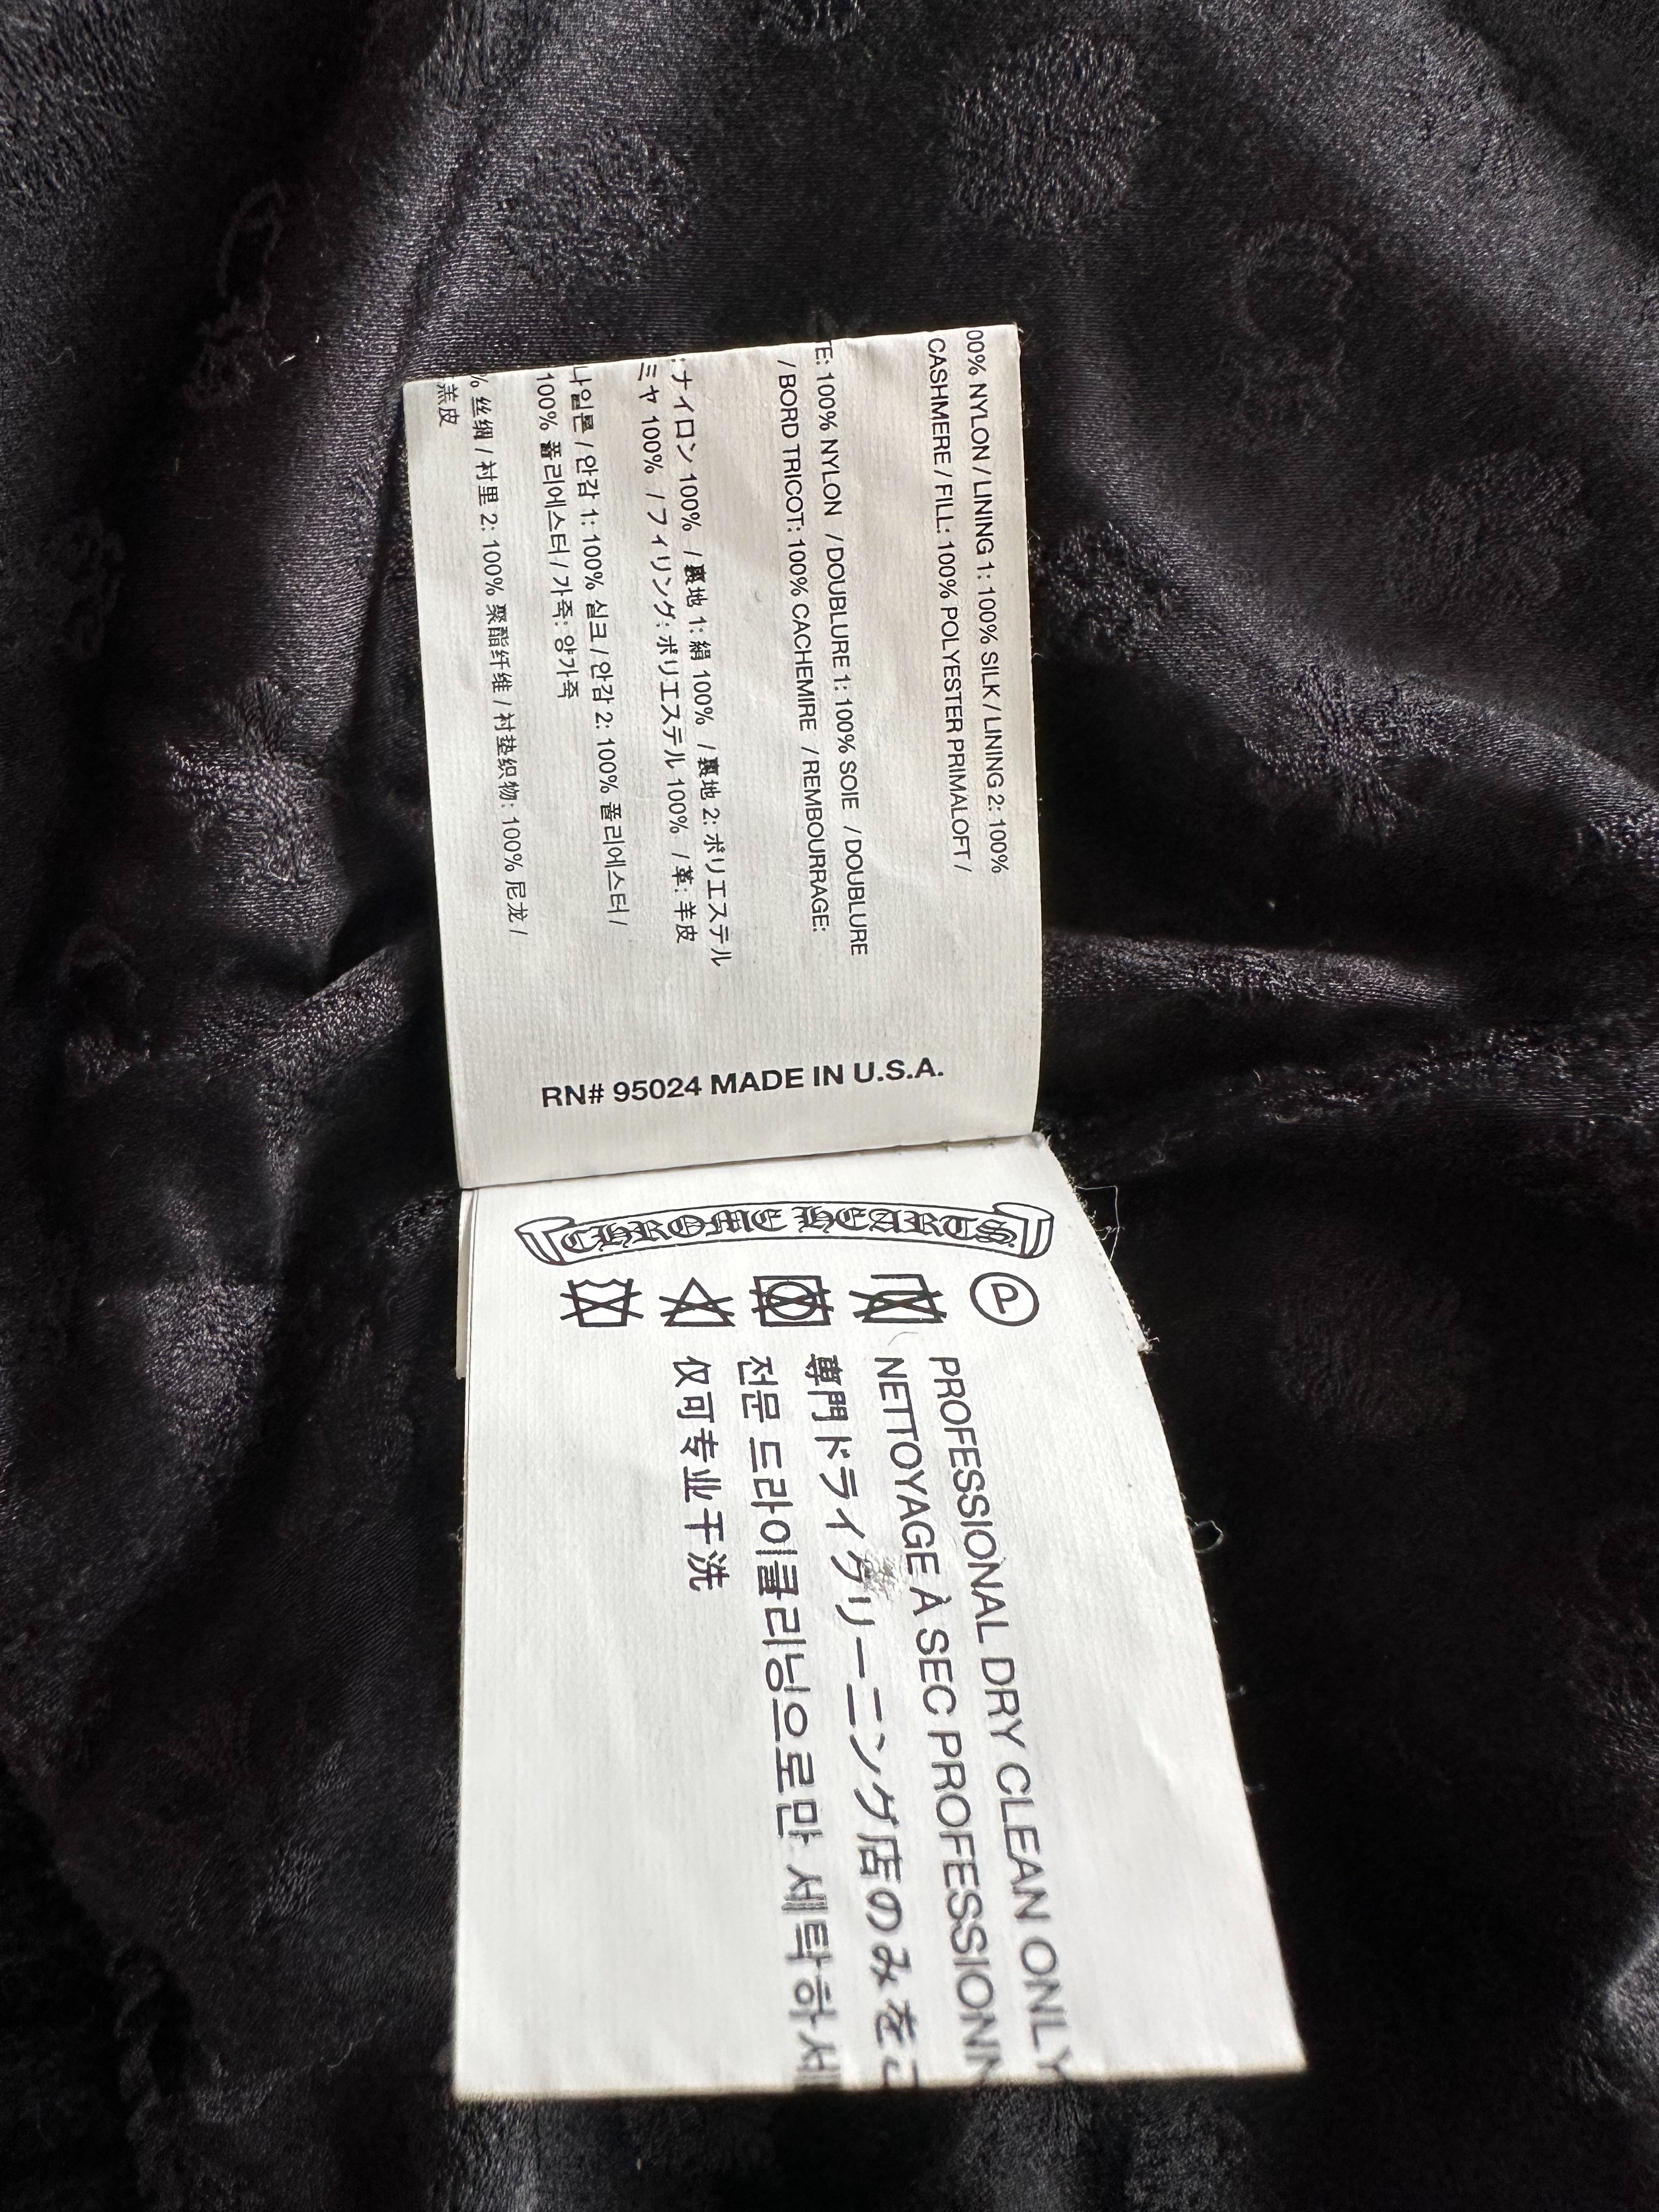 00% NYLON / LINING 1: 100% SILK / LINING 2: 100%
CASHMERE / FILL: 100% POLYESTER PRIMALOFT /
TE: 100% NYLON / DOUBLURE 1: 100% SOIE / DOUBLURE
/ BORD TRICOT: 100% CACHEMIRE / REMBOURRAGE:
: ナイロン 100% / 裏地 1: 絹 100% / 裏地 2: ポリエステル
ミヤ 100% / フィリング: ポリエステル 100% / 革: 羊皮
나일론 / 안감 1: 100% 실크 / 안감 2: 100% 폴리에스터 /
100% 폴리에스터 / 가죽: 양가죽
% 丝绸 / 衬里 2: 100% 聚酯纤维 / 衬垫织物: 100% 尼龙 /
羔皮
RN# 95024 MADE IN U.S.A.
CHROME HEARTS
P
PROFESSIONAL DRY CLEAN ONLY
NETTOYAGE À SEC PROFESSIONN
専門ドライクリーニング店のみをご
전문 드라이클리닝으로만 세탁하세
仅可专业干洗